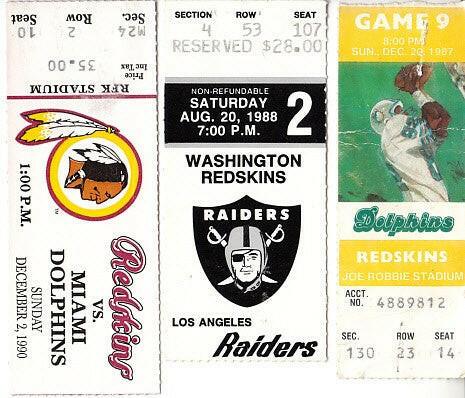 Sec. Row Seat
M24 2 10
Price
Inc Tax 35.00
RFK STADIUM
Redskins
VS.
MIAMI
DOLPHINS
SUNDAY
DECEMBER 2, 1990
1:00 P.M.
SECTION ROW SEAT
4 53 107
RESERVED $28.00
NON-REFUNDABLE
SATURDAY
AUG. 20, 1988
7:00 P.M.
2
WASHINGTON
REDSKINS
RAIDERS
LOS ANGELES
Raiders
GAME 9
8:00 PM
SUN., DEC. 20, 1987
Dolphins
REDSKINS
JOE ROBBIE STADIUM
ACCT.
NO. 4889812
SEC. ROW SEAT
130 23 14